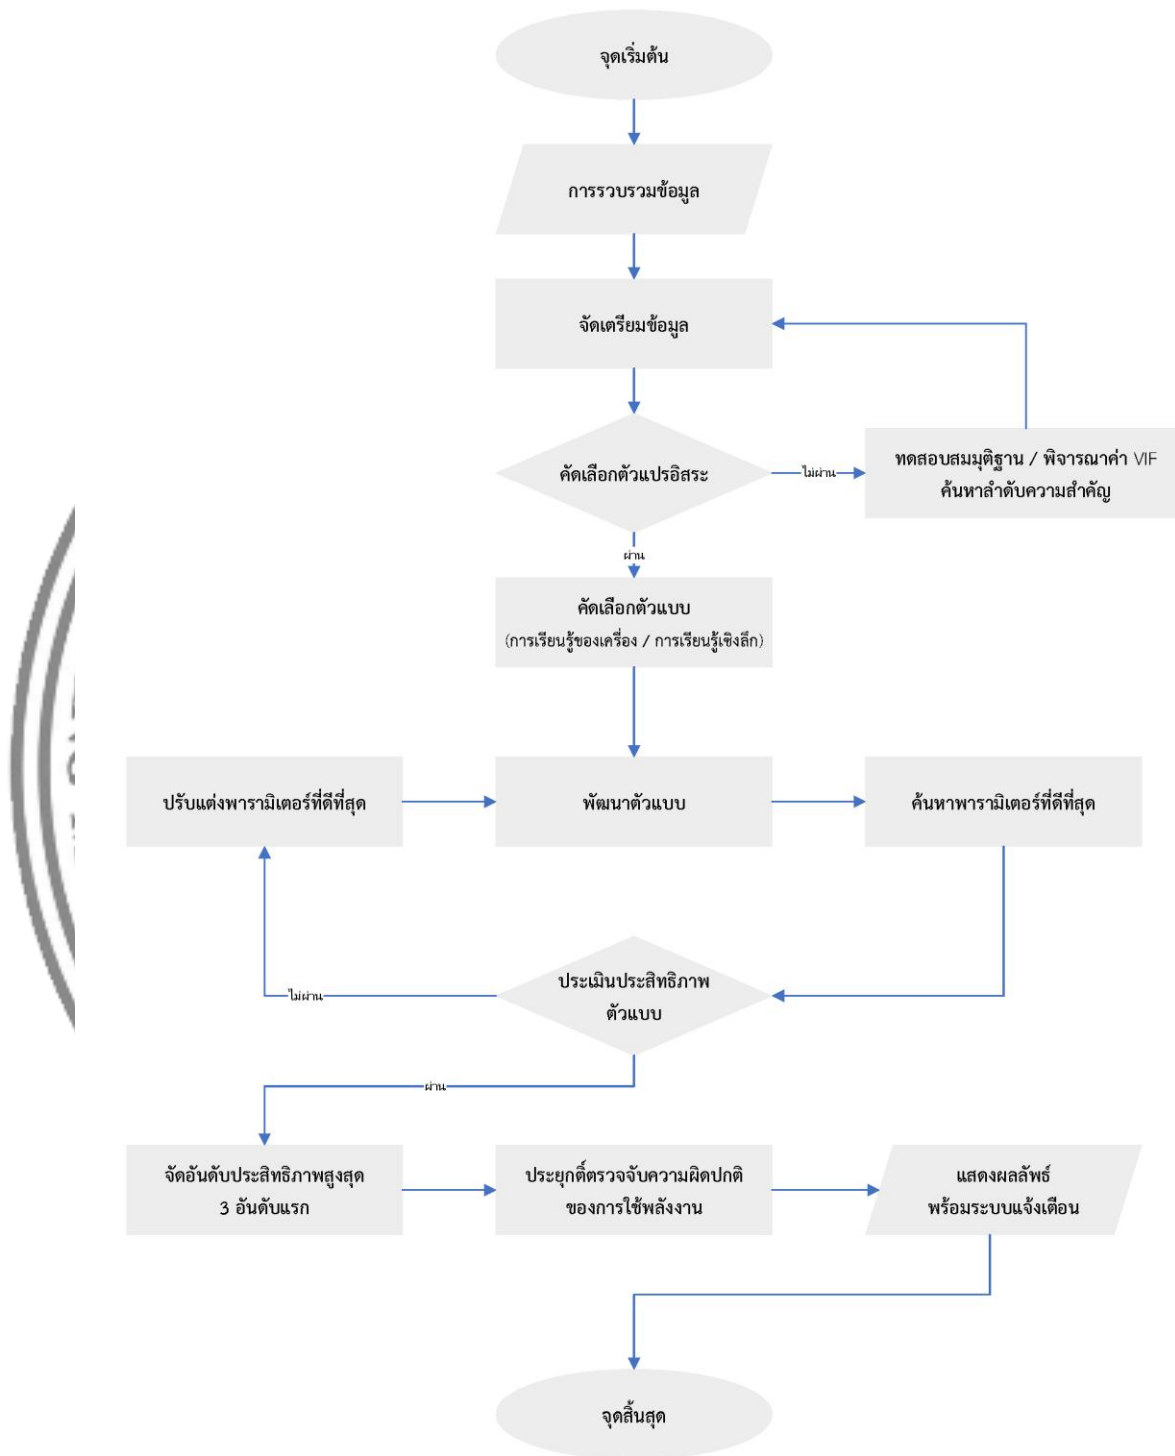 จุดเริ่มต้น
การรวบรวมข้อมูล
จัดเตรียมข้อมูล
คัดเลือกตัวแปรอิสระ
ไม่ผ่าน
ทดสอบสมมุติฐาน / พิจารณาค่า VIF
ค้นหาลำดับความสำคัญ
ผ่าน
คัดเลือกตัวแบบ
(การเรียนรู้ของเครื่อง / การเรียนรู้เชิงลึก)
ปรับแต่งพารามิเตอร์ที่ดีที่สุด
พัฒนาตัวแบบ
ค้นหาพารามิเตอร์ที่ดีที่สุด
ประเมินประสิทธิภาพ
ตัวแบบ
ไม่ผ่าน
ผ่าน
จัดอันดับประสิทธิภาพสูงสุด
3 อันดับแรก
ประยุกติ์ตรวจจับความผิดปกติ
ของการใช้พลังงาน
แสดงผลลัพธ์
พร้อมระบบแจ้งเตือน
จุดสิ้นสุด